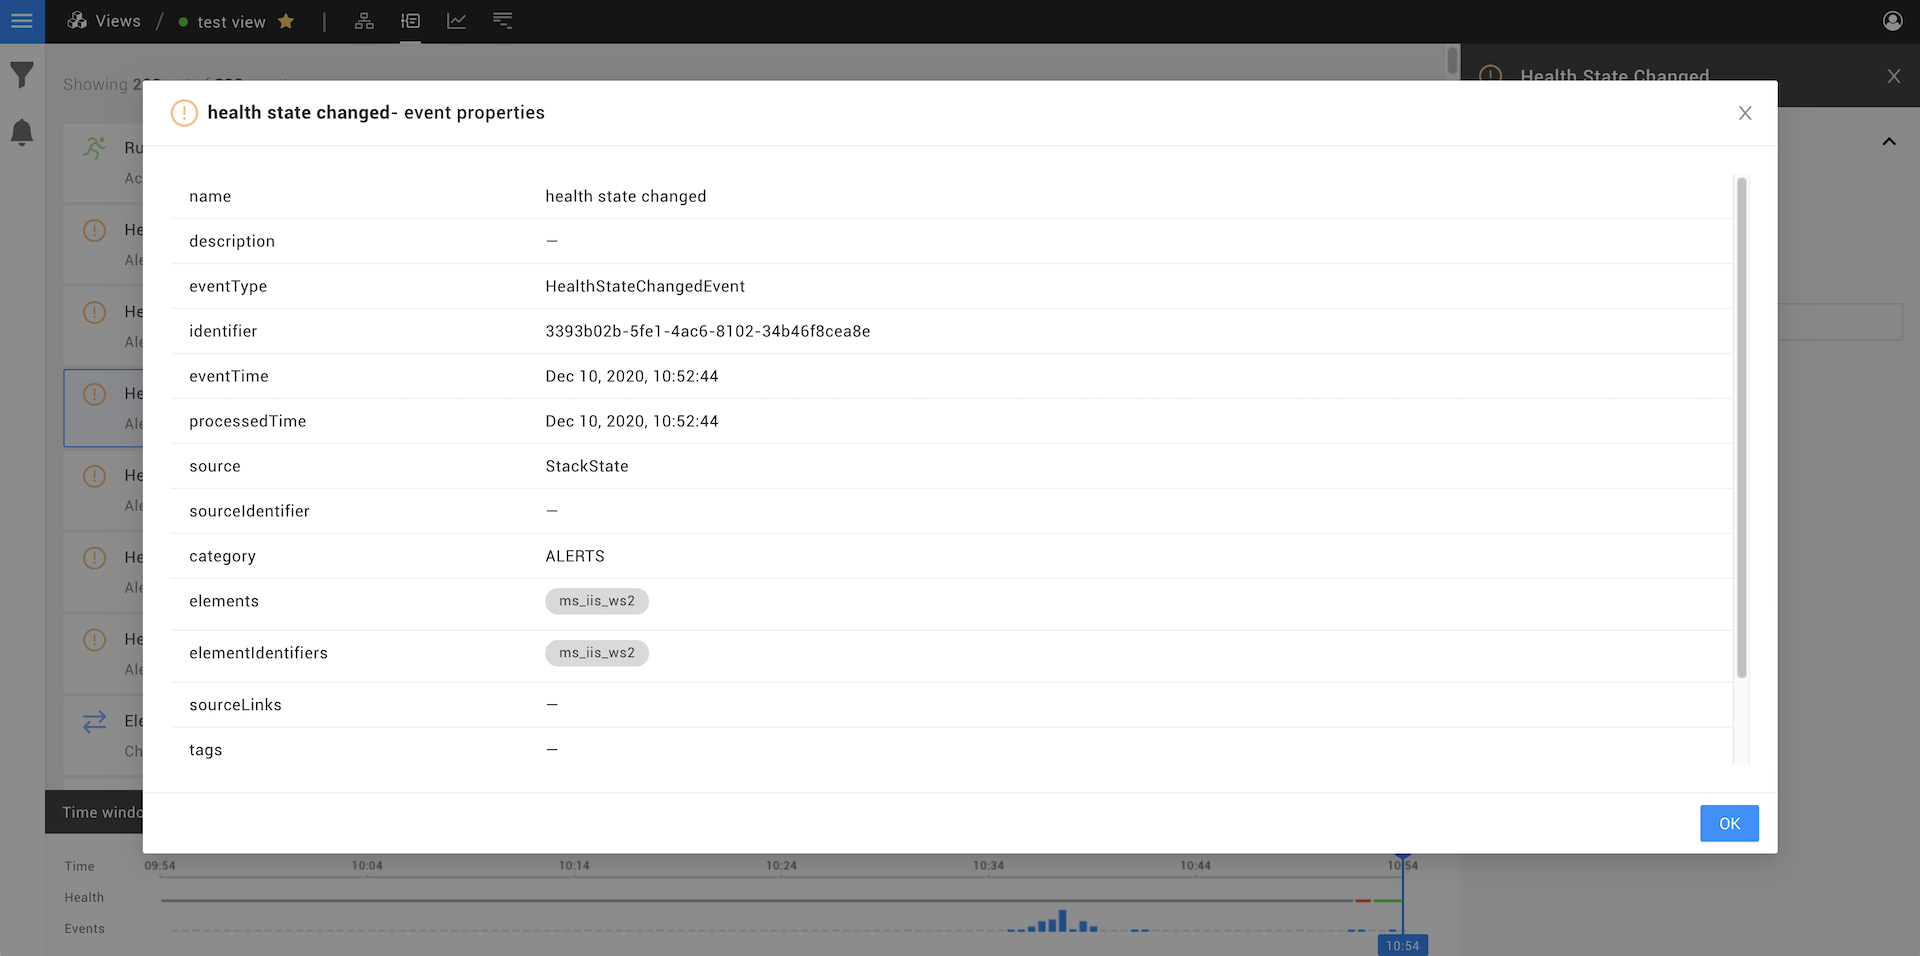 Views / test view
Showing
Health State Changed
health state changed- event properties
name health state changed
description —
eventType HealthStateChangedEvent
identifier 3393b02b-5fe1-4ac6-8102-34b46f8cea8e
eventTime Dec 10, 2020, 10:52:44
processedTime Dec 10, 2020, 10:52:44
source StackState
sourceIdentifier —
category ALERTS
elements ms_iis_ws2
elementIdentifiers ms_iis_ws2
sourceLinks —
tags —
OK
Ru
Ac
He
Ale
He
Ale
He
Ale
He
Ale
He
Ale
He
Ale
Ele
Ch
Time windo
Time 09:54 10:04 10:14 10:24 10:34 10:44 10:54
Health
Events
10:54